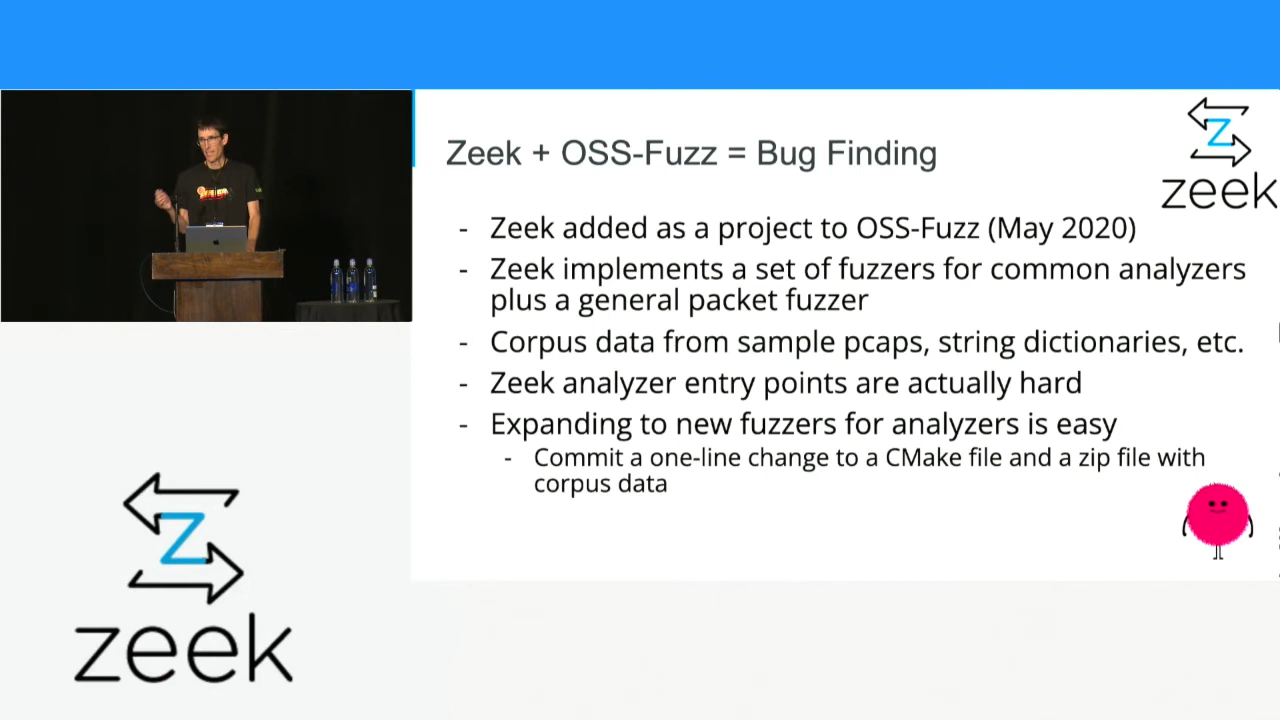 Zeek + OSS-Fuzz = Bug Finding
zeek
- Zeek added as a project to OSS-Fuzz (May 2020)
- Zeek implements a set of fuzzers for common analyzers
plus a general packet fuzzer
- Corpus data from sample pcaps, string dictionaries, etc.
- Zeek analyzer entry points are actually hard
- Expanding to new fuzzers for analyzers is easy
- Commit a one-line change to a CMake file and a zip file with
corpus data
Z
zeek